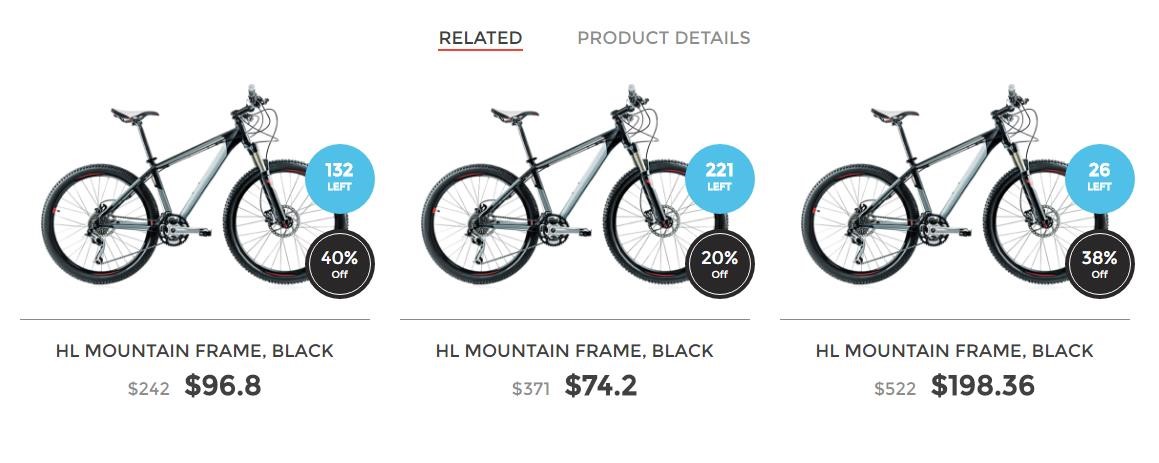 RELATED PRODUCT DETAILS
132
LEFT
40%
Off
221
LEFT
20%
Off
26
LEFT
38%
Off
HL MOUNTAIN FRAME, BLACK
$242 $96.8
HL MOUNTAIN FRAME, BLACK
$371 $74.2
HL MOUNTAIN FRAME, BLACK
$522 $198.36